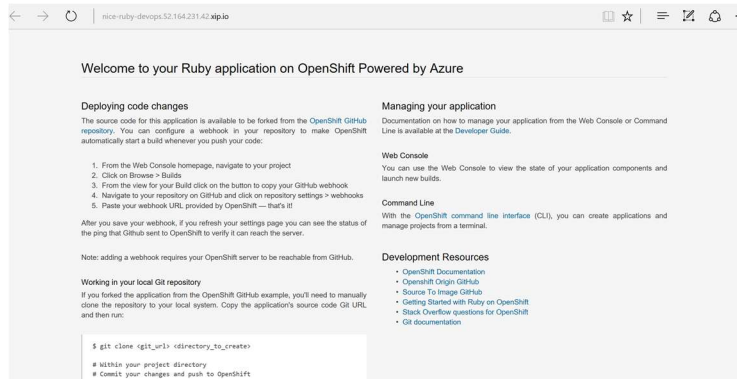 nice-ruby-devops.52.164.231.42.xip.io
Welcome to your Ruby application on OpenShift Powered by Azure
Deploying code changes
The source code for this application is available to be forked from the OpenShift GitHub
repository. You can configure a webhook in your repository to make OpenShift
automatically start a build whenever you push your code:
1. From the Web Console homepage, navigate to your project
2. Click on Browse > Builds
3. From the view for your Build click on the button to copy your GitHub webhook
4. Navigate to your repository on GitHub and click on repository settings > webhooks
5. Paste your webhook URL provided by OpenShift — that's it!
After you save your webhook, if you refresh your settings page you can see the status of
the ping that Github sent to OpenShift to verify it can reach the server.
Note: adding a webhook requires your OpenShift server to be reachable from GitHub.
Working in your local Git repository
If you forked the application from the OpenShift GitHub example, you'll need to manually
clone the repository to your local system. Copy the application's source code Git URL
and then run:
$ git clone <git_url> <directory_to_create>
# Within your project directory
# Commit your changes and push to OpenShift
Managing your application
Documentation on how to manage your application from the Web Console or Command
Line is available at the Developer Guide.
Web Console
You can use the Web Console to view the state of your application components and
launch new builds.
Command Line
With the OpenShift command line interface (CLI), you can create applications and
manage projects from a terminal.
Development Resources
• OpenShift Documentation
• Openshift Origin GitHub
• Source To Image GitHub
• Getting Started with Ruby on OpenShift
• Stack Overflow questions for OpenShift
• Git documentation